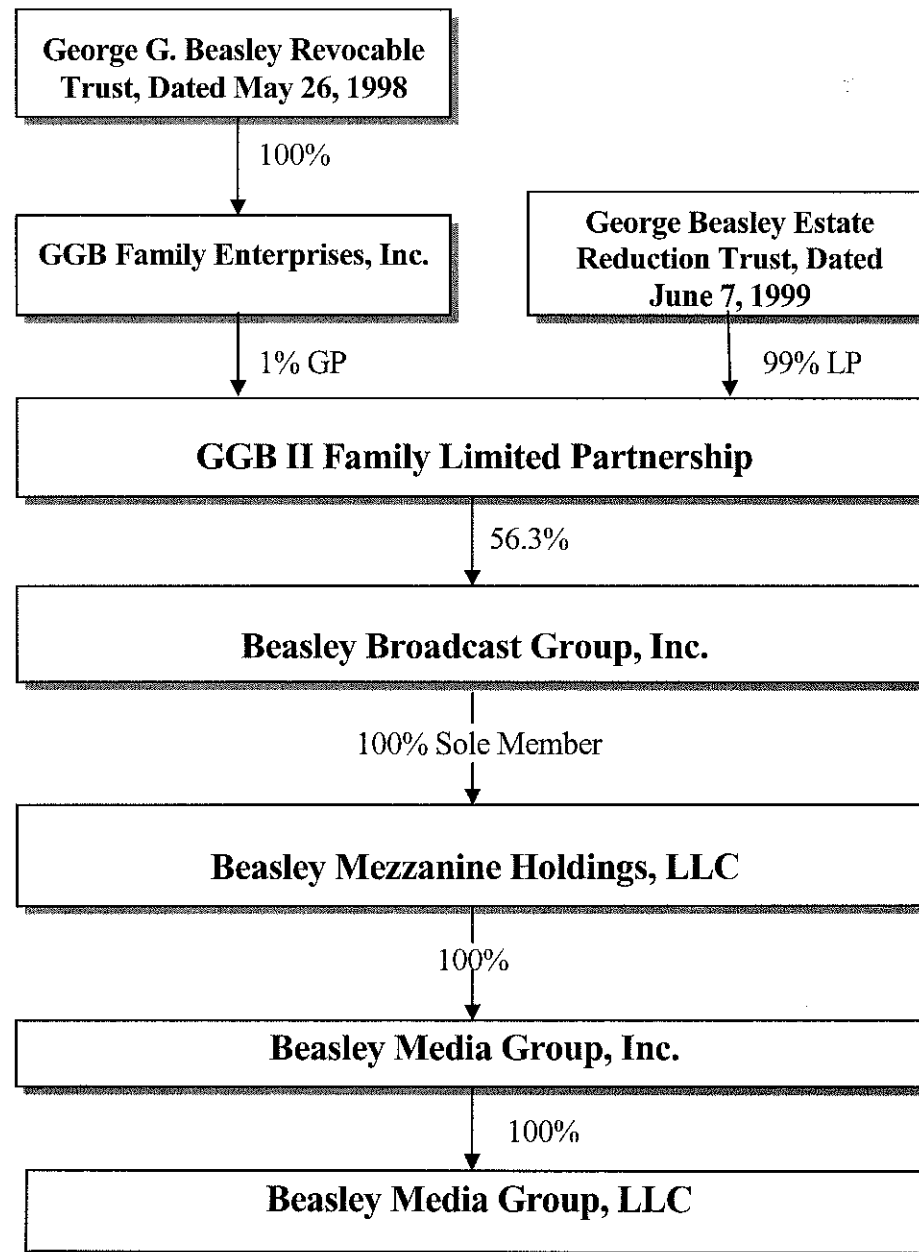 George G. Beasley Revocable
Trust, Dated May 26, 1998
100%
GGB Family Enterprises, Inc.
George Beasley Estate
Reduction Trust, Dated
June 7, 1999
1% GP
99% LP
GGB II Family Limited Partnership
56.3%
Beasley Broadcast Group, Inc.
100% Sole Member
Beasley Mezzanine Holdings, LLC
100%
Beasley Media Group, Inc.
100%
Beasley Media Group, LLC